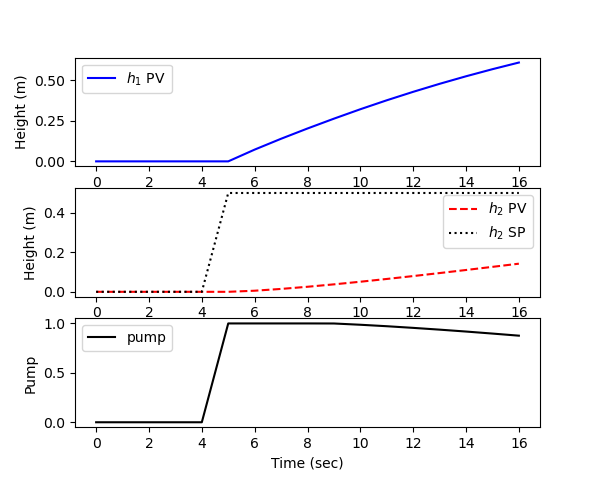 Height (m)
0.50
0.25
0.00
h₁ PV
0 2 4 6 8 10 12 14 16
Height (m)
0.4
0.2
0.0
h₂ PV
h₂ SP
0 2 4 6 8 10 12 14 16
Pump
1.0
0.5
0.0
pump
0 2 4 6 8 10 12 14 16
Time (sec)